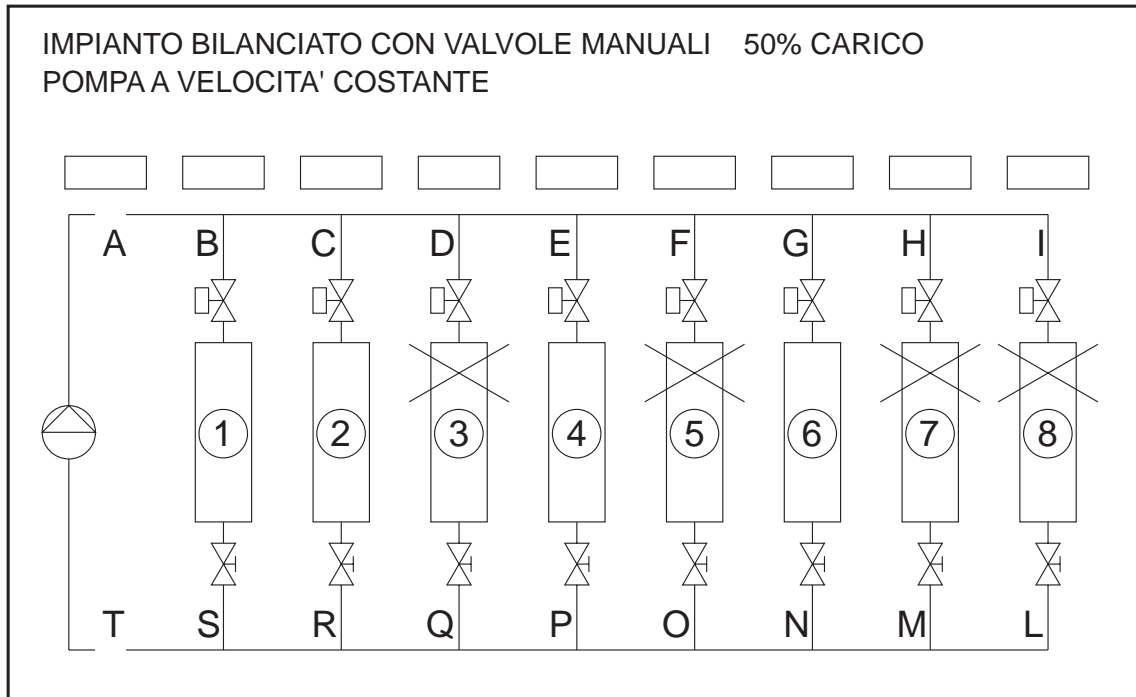 IMPIANTO BILANCIATO CON VALVOLE MANUALI 50% CARICO
POMPA A VELOCITA' COSTANTE
A B C D E F G H I
1 2 3 4 5 6 7 8
T S R Q P O N M L